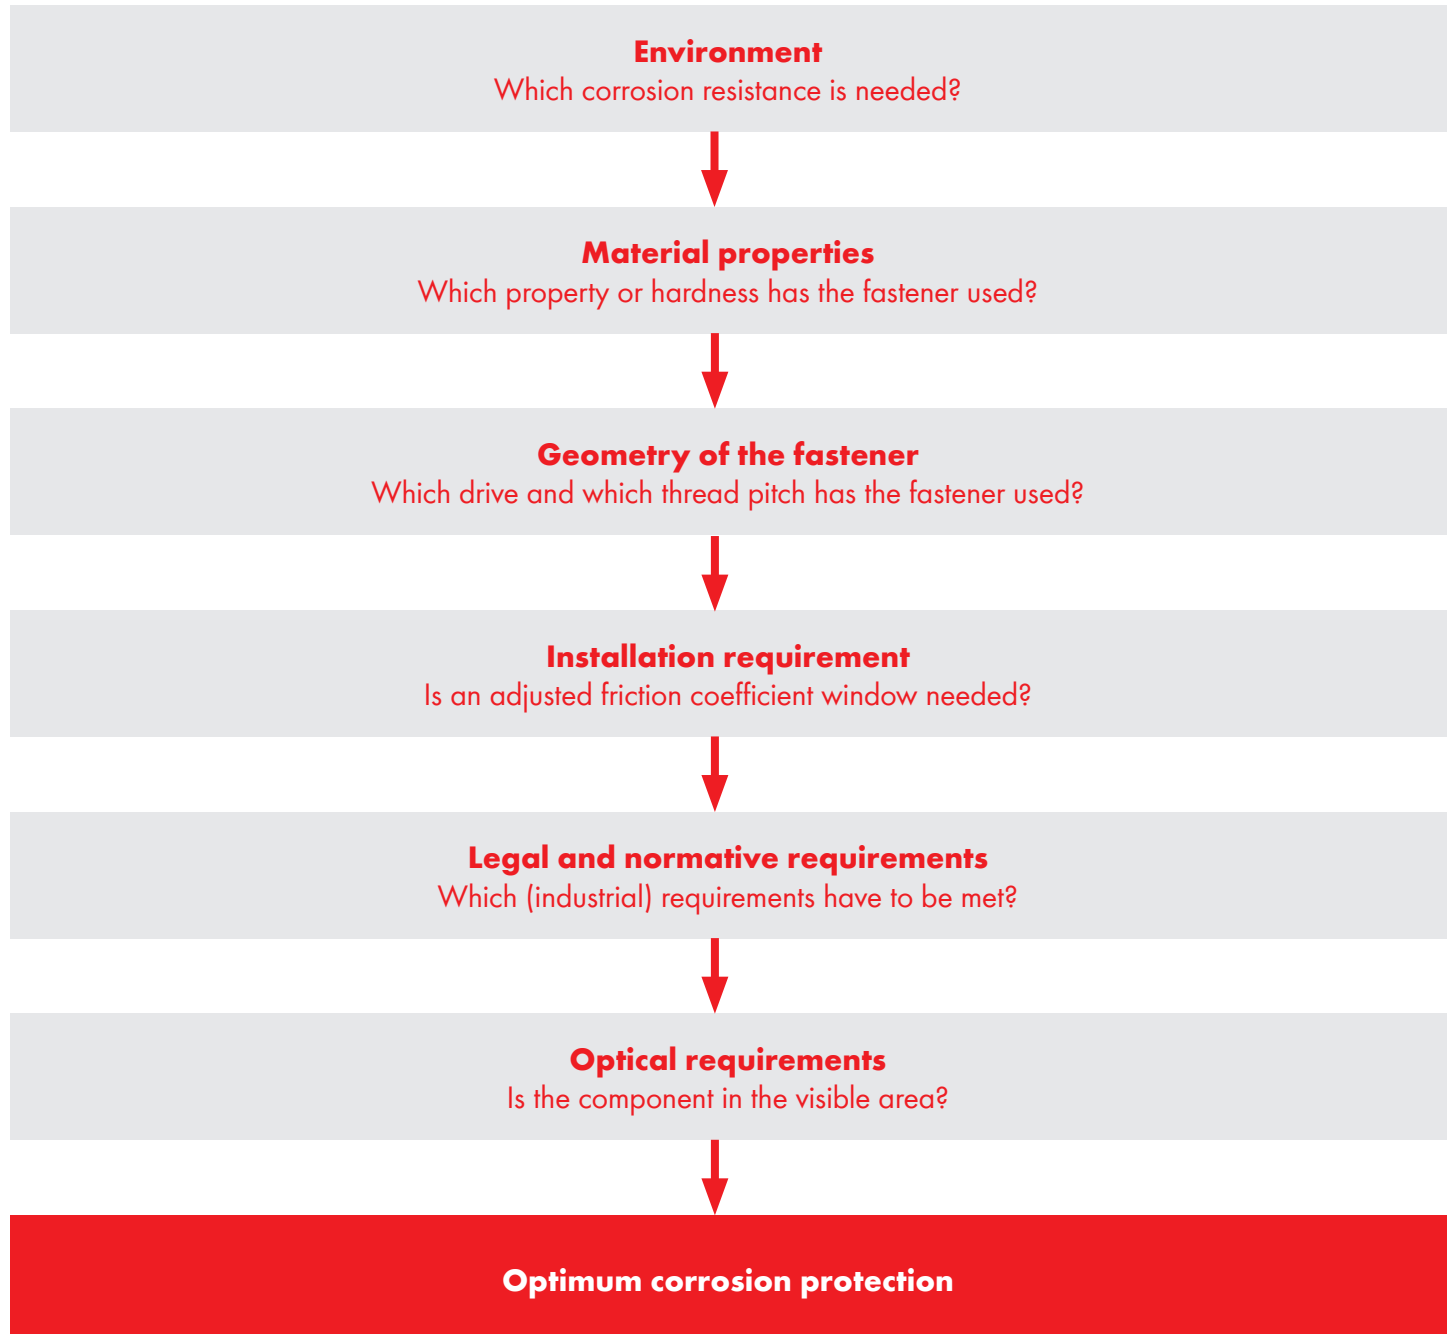 Environment
Which corrosion resistance is needed?
Material properties
Which property or hardness has the fastener used?
Geometry of the fastener
Which drive and which thread pitch has the fastener used?
Installation requirement
Is an adjusted friction coefficient window needed?
Legal and normative requirements
Which (industrial) requirements have to be met?
Optical requirements
Is the component in the visible area?
Optimum corrosion protection